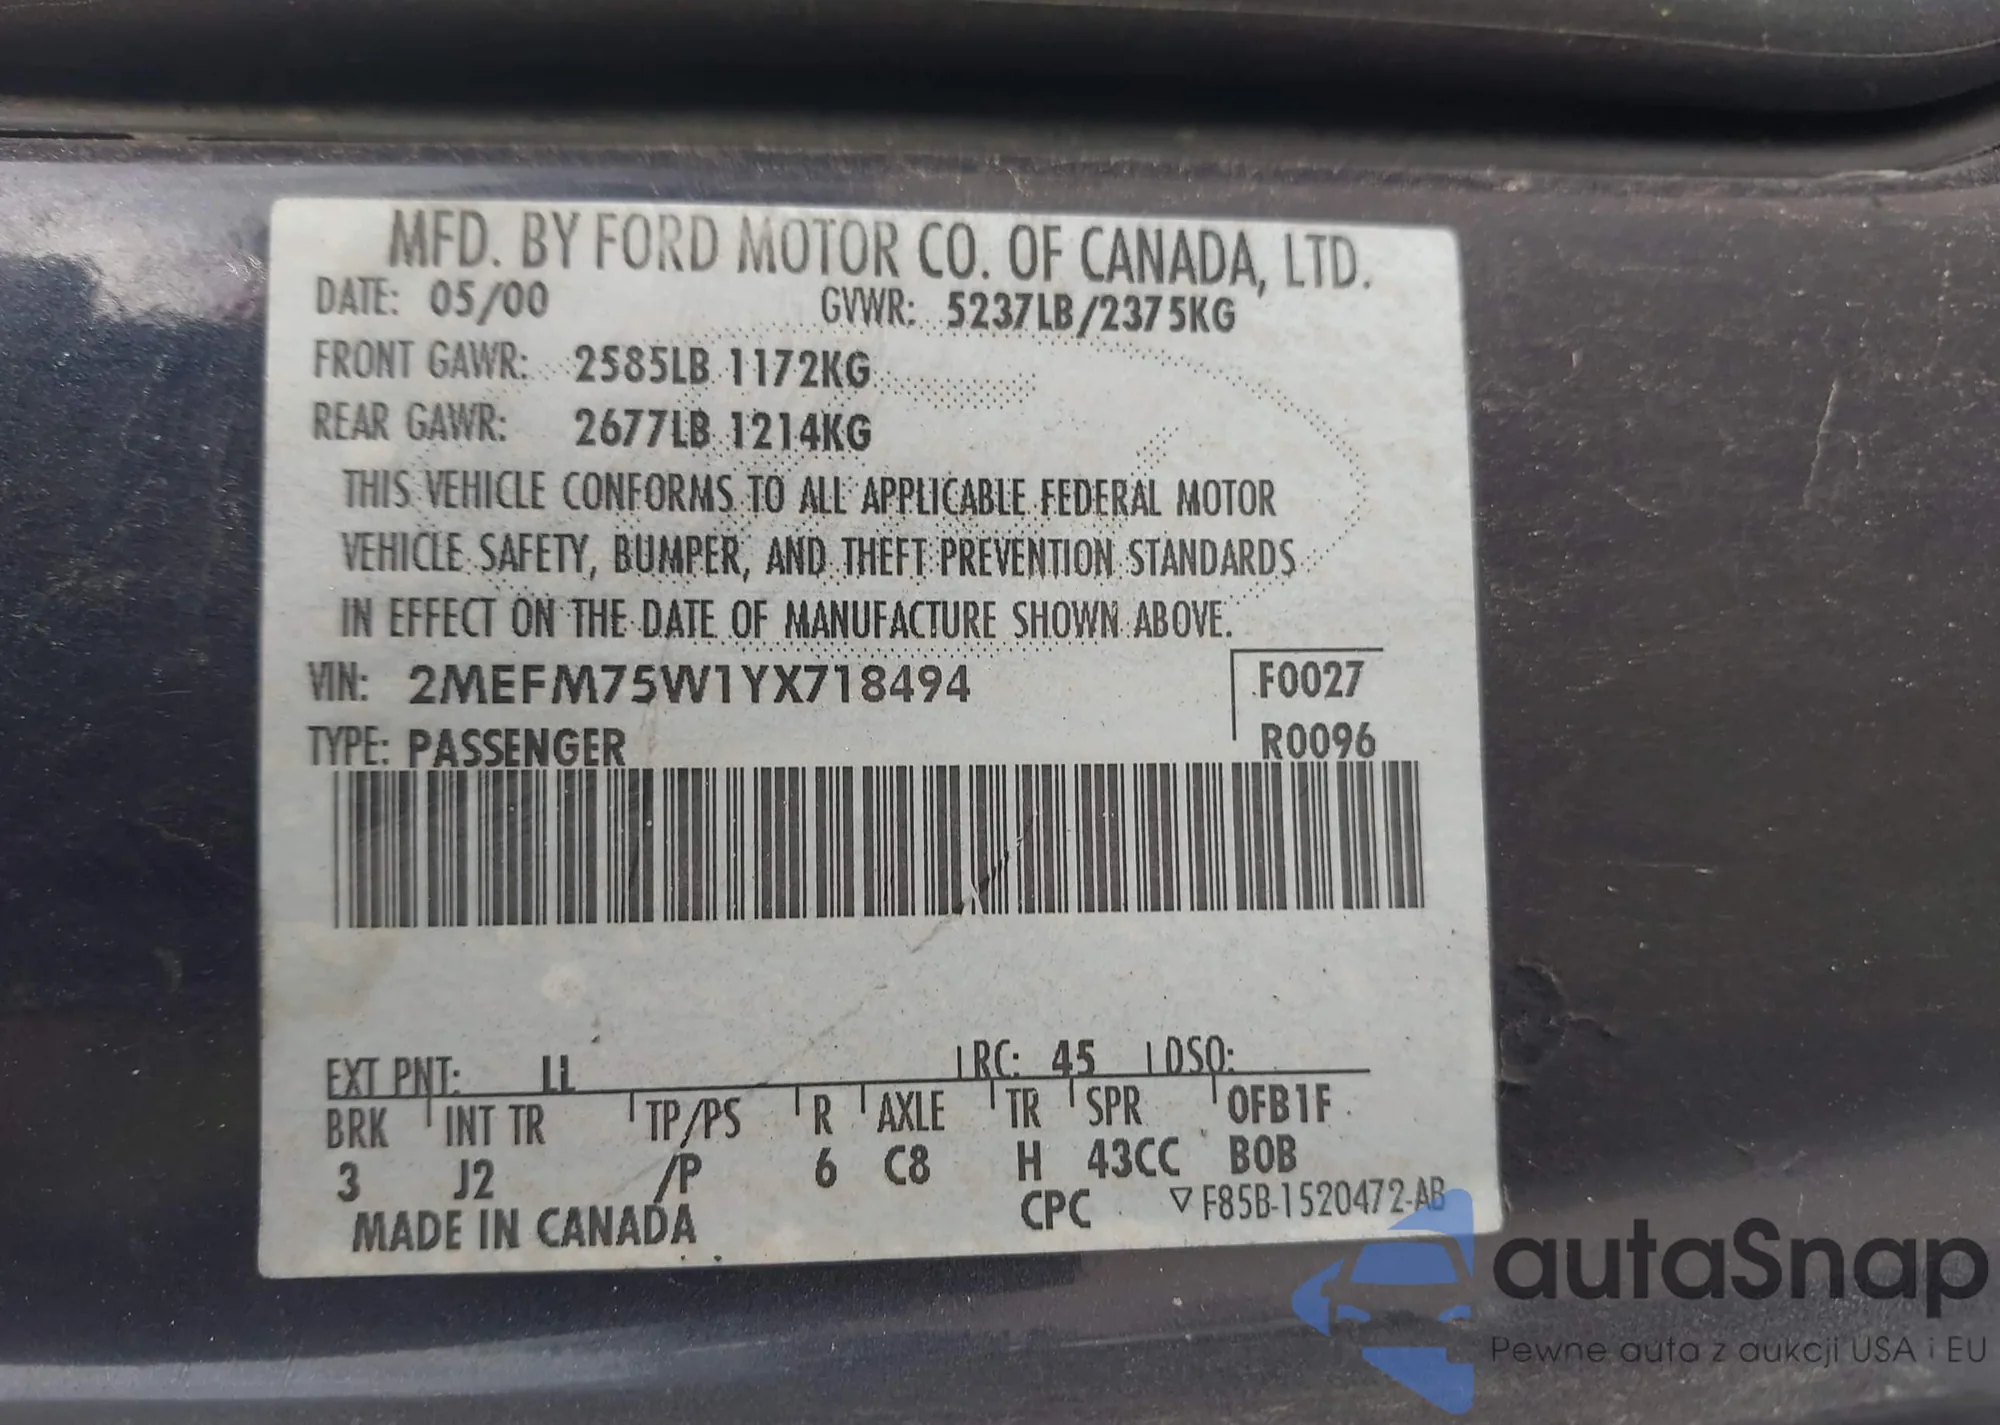 MFD. BY FORD MOTOR CO. OF CANADA, LTD.
DATE: 05/00 GVWR: 5237LB/2375KG
FRONT GAWR: 2585LB 1172KG
REAR GAWR: 2677LB 1214KG
THIS VEHICLE CONFORMS TO ALL APPLICABLE FEDERAL MOTOR
VEHICLE SAFETY, BUMPER, AND THEFT PREVENTION STANDARDS
IN EFFECT ON THE DATE OF MANUFACTURE SHOWN ABOVE.
VIN: 2MEFM75W1YX718494 F0027
TYPE: PASSENGER R0096
EXT PNT: LL RC: 45 DSO:
BRK INT TR TP/PS R AXLE TR SPR 0FB1F
3 J2 /P 6 C8 H 43CC B0B
MADE IN CANADA CPC ▽ F85B-1520472-AB
autaSnap
Pewne auta z aukcji USA i EU